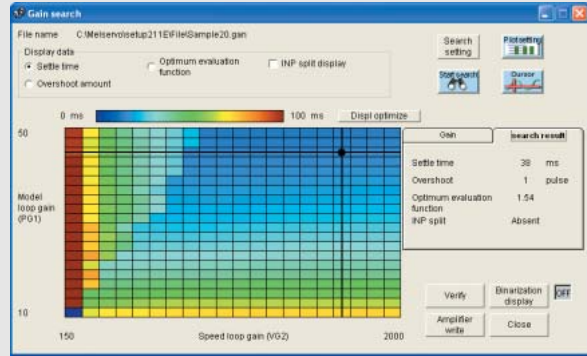 Gain search
File name C:\Melservo\setup211E\File\Sample20.gan
Display data
Settle time
Optimum evaluation function
INP split display
Overshoot amount
Search setting
Plot setting
Start search
Cursor
0 ms
100 ms
Displ optimize
50
Model loop gain (PG1)
10
150
Speed loop gain (VG2)
2000
Gain
search result
Settle time 38 ms
Overshoot 1 pulse
Optimum evaluation function 1.54
INP split Absent
Verify
Binarization display
OFF
Amplifier write
Close